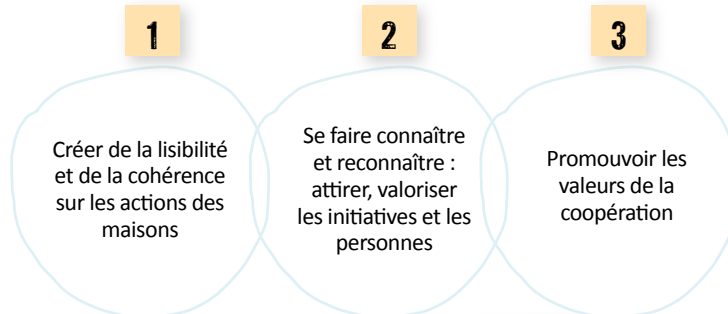 1
Créer de la lisibilité
et de la cohérence
sur les actions des
maisons
2
Se faire connaître
et reconnaître :
attirer, valoriser
les initiatives et les
personnes
3
Promouvoir les
valeurs de la
coopération